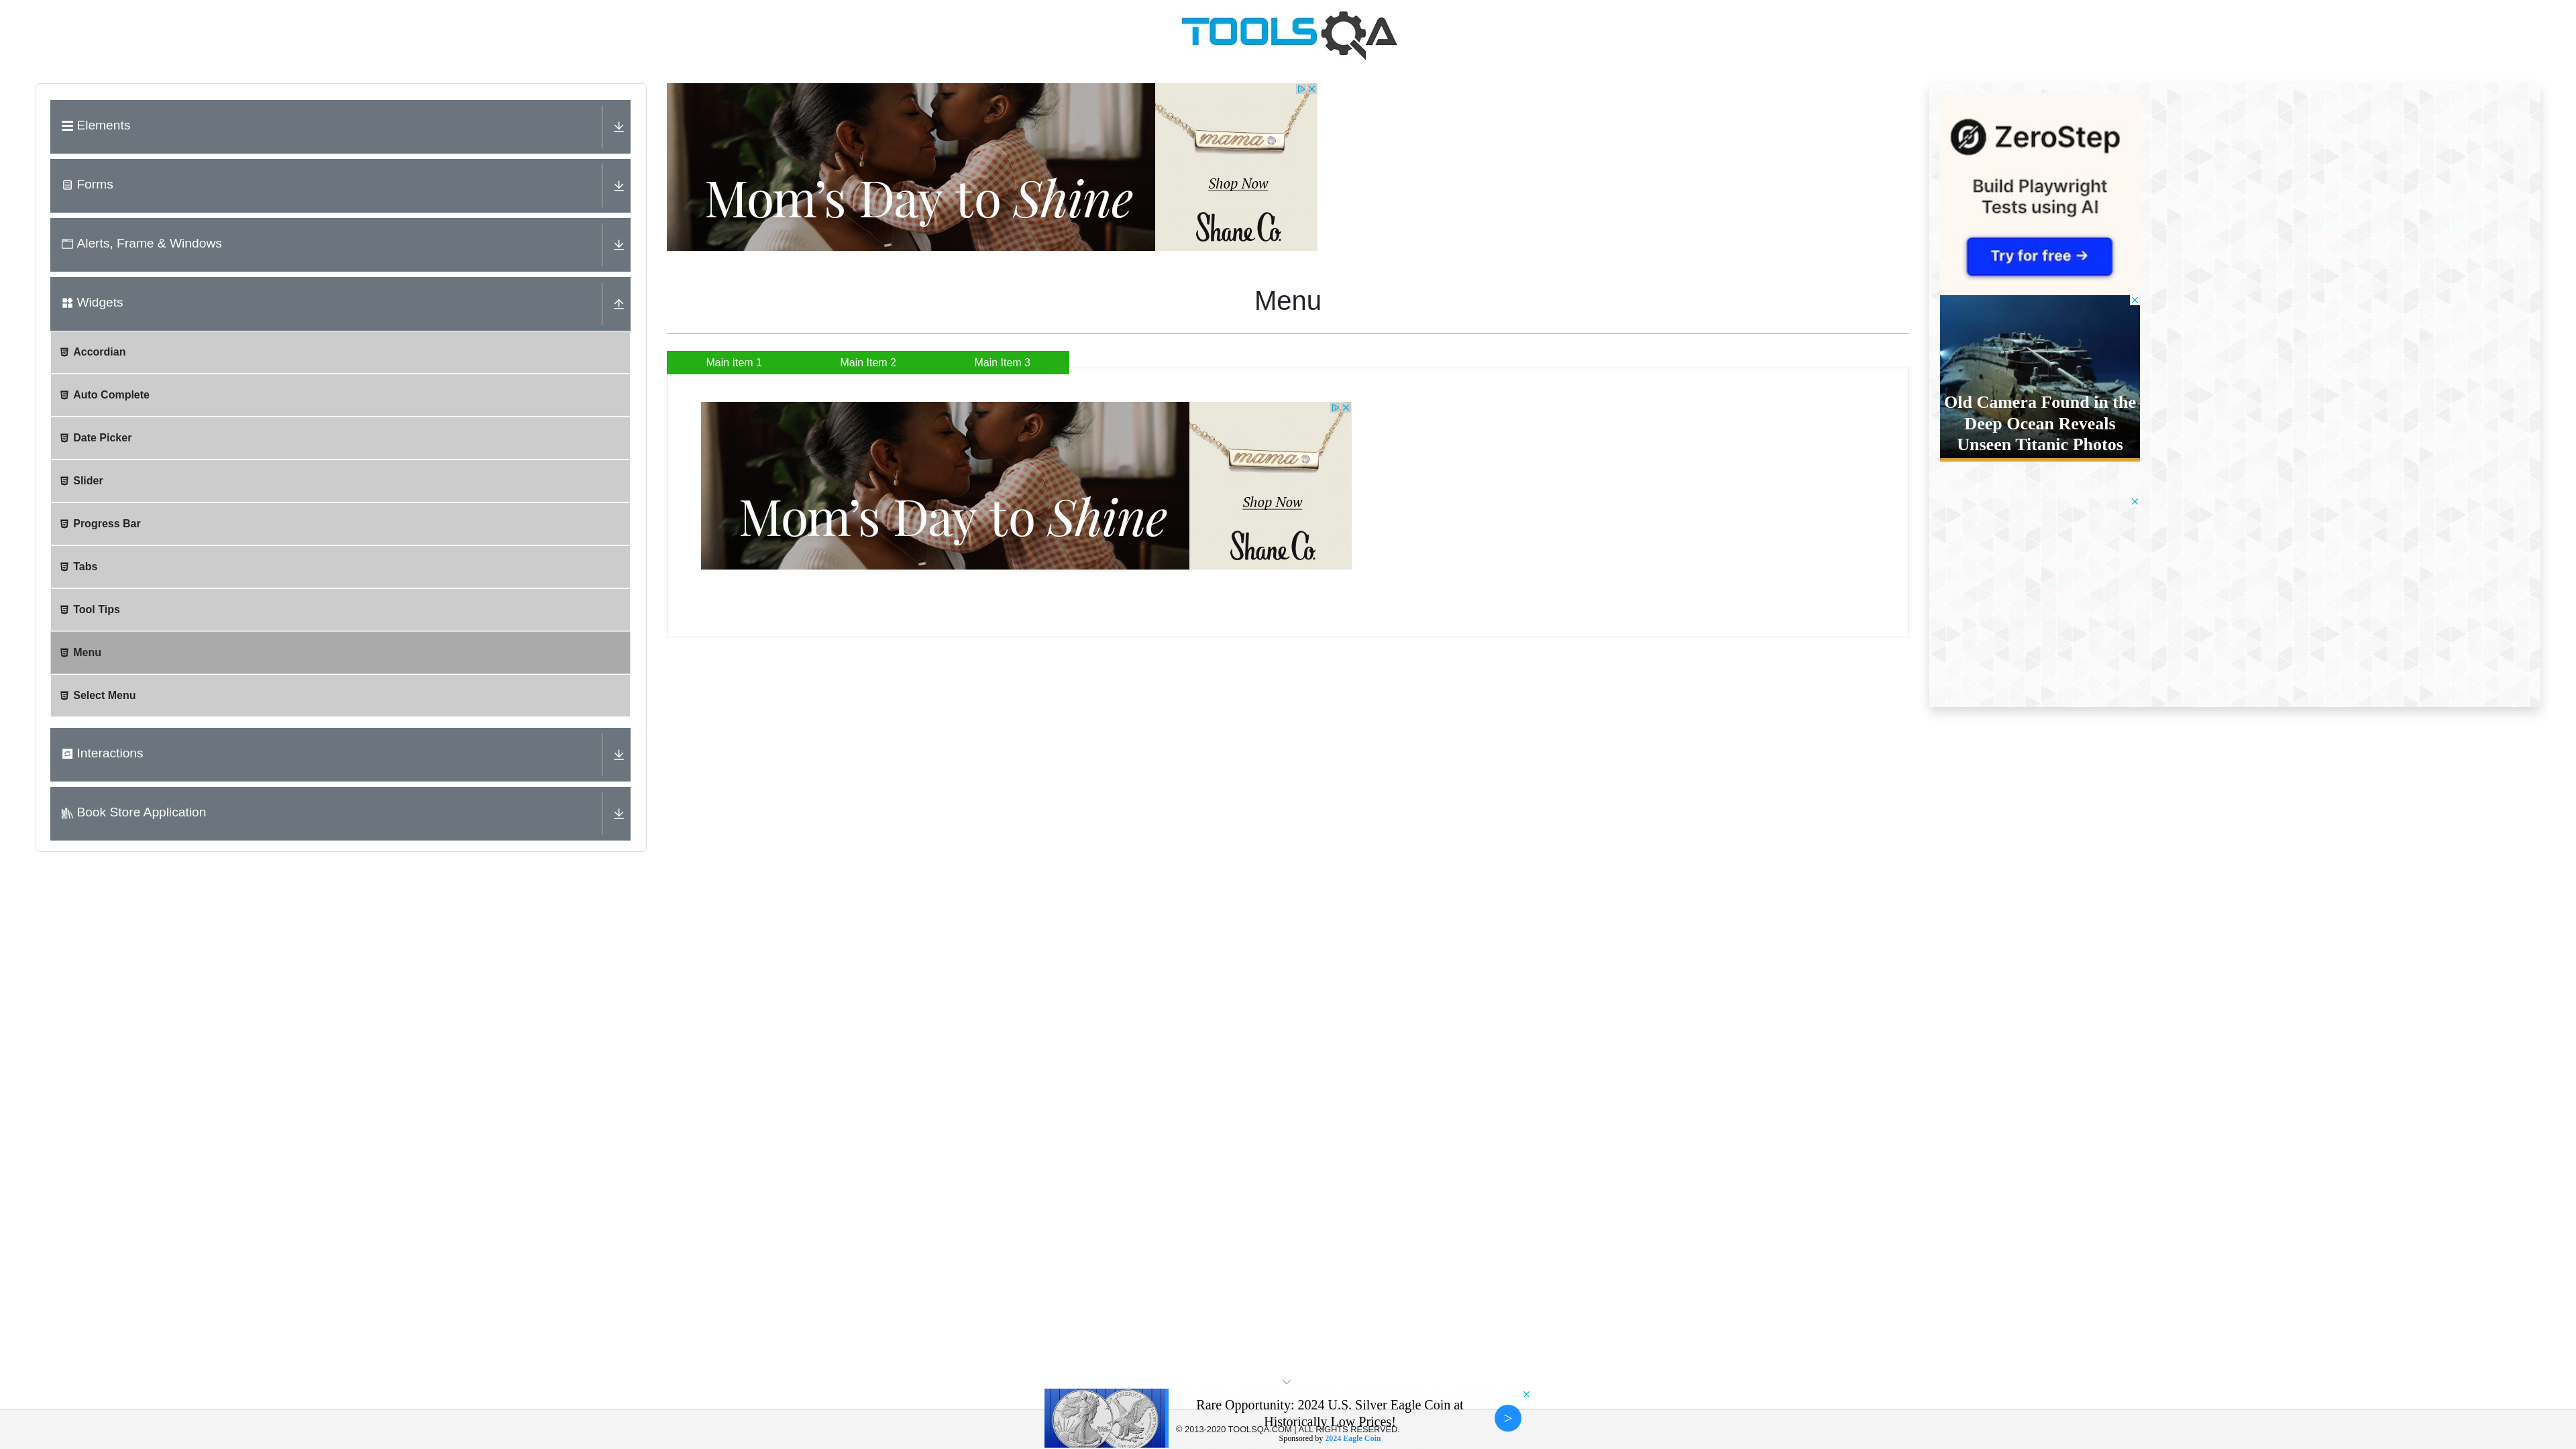 TOOLSQA
Elements
Forms
Alerts, Frame & Windows
Widgets
Accordian
Auto Complete
Date Picker
Slider
Progress Bar
Tabs
Tool Tips
Menu
Select Menu
Interactions
Book Store Application
Mom's Day to Shine
mama
Shop Now
Shane Co.
Menu
Main Item 1
Main Item 2
Main Item 3
Mom's Day to Shine
mama
Shop Now
Shane Co.
ZeroStep
Build Playwright
Tests using AI
Try for free →
Old Camera Found in the
Deep Ocean Reveals
Unseen Titanic Photos
Rare Opportunity: 2024 U.S. Silver Eagle Coin at
Historically Low Prices!
© 2013-2020 TOOLSQA.COM | ALL RIGHTS RESERVED.
Sponsored by 2024 Eagle Coin
>